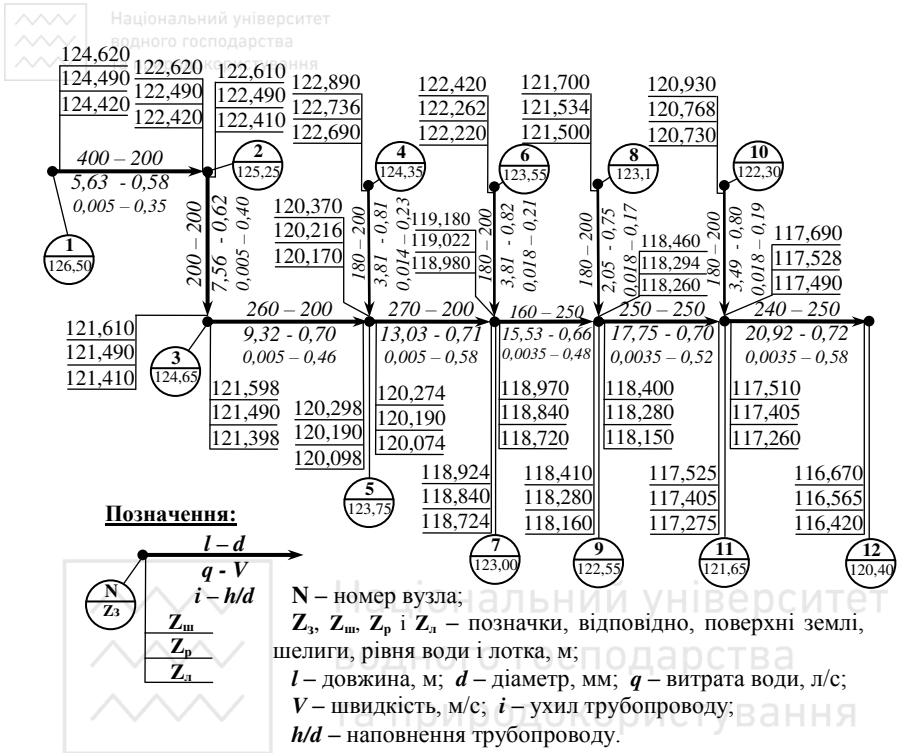 Національний університет
водного господарства
та природокористування
124,620
124,490
124,420
122,620
122,490
122,420
122,610
122,490
122,410
122,890
122,736
122,690
122,420
122,262
122,220
121,700
121,534
121,500
120,930
120,768
120,730
400 – 200
5,63 - 0,58
0,005 – 0,35
1
126,50
2
125,25
4
124,35
6
123,55
8
123,1
10
122,30
200 – 200
7,56 - 0,62
0,005 – 0,40
120,370
120,216
120,170
180 – 200
3,81 - 0,81
0,014 – 0,23
119,180
119,022
118,980
180 – 200
3,81 - 0,82
0,018 - 0,21
180 – 200
2,05 - 0,75
0,018 - 0,17
118,460
118,294
118,260
180 – 200
3,49 - 0,80
0,018 - 0,19
117,690
117,528
117,490
121,610
121,490
121,410
3
124,65
260 – 200
9,32 - 0,70
0,005 – 0,46
270 – 200
13,03 - 0,71
0,005 – 0,58
160 – 250
15,53 - 0,66
0,0035 – 0,48
250 – 250
17,75 - 0,70
0,0035 – 0,52
240 – 250
20,92 - 0,72
0,0035 – 0,58
121,598
121,490
121,398
120,298
120,190
120,098
120,274
120,190
120,074
118,970
118,840
118,720
118,400
118,280
118,150
117,510
117,405
117,260
118,924
118,840
118,724
118,410
118,280
118,160
117,525
117,405
117,275
116,670
116,565
116,420
5
123,75
7
123,00
9
122,55
11
121,65
12
120,40
Позначення:
l – d
q - V
i – h/d
N
Zз
Zш
Zр
Zл
N – номер вузла;
Zз, Zш, Zр і Zл – позначки, відповідно, поверхні землі,
шелиги, рівня води і лотка, м;
l – довжина, м; d – діаметр, мм; q – витрата води, л/с;
V – швидкість, м/с; i – ухил трубопроводу;
h/d – наповнення трубопроводу.
Національний університет
водного господарства
та природокористування